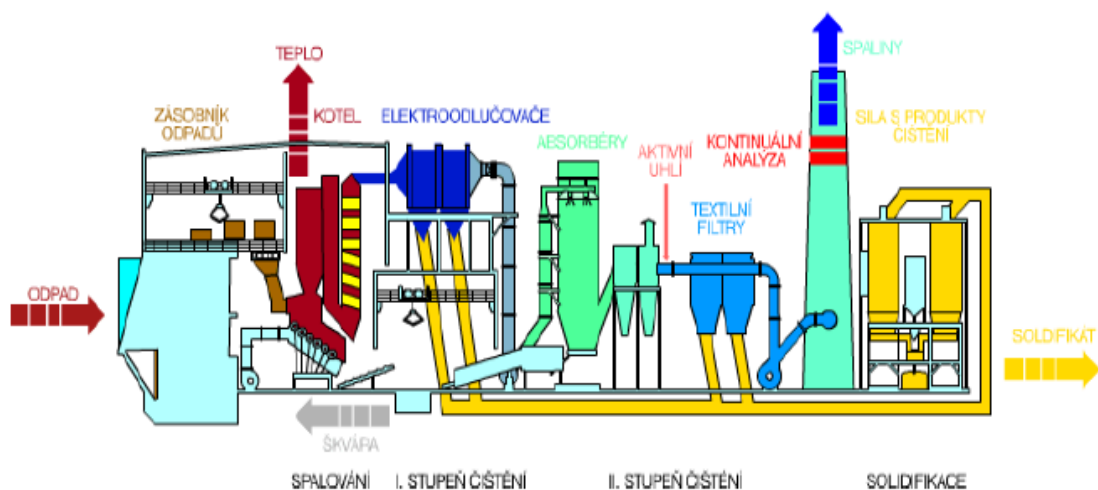 SPALINY
TEPLO
ZÁSOBNÍK
ODPADŮ
KOTEL
ELEKTROODLUČOVAČE
ABSORBÉRY
AKTIVNÍ
UHLÍ
KONTINUÁLNÍ
ANALÝZA
SILA S PRODUKTY
ČIŠTĚNÍ
TEXTILNÍ
FILTRY
ODPAD
SOLDIFIKÁT
ŠKVÁRA
SPALOVÁNÍ
I. STUPEŇ ČIŠTĚNÍ
II. STUPEŇ ČIŠTĚNÍ
SOLIDIFIKACE